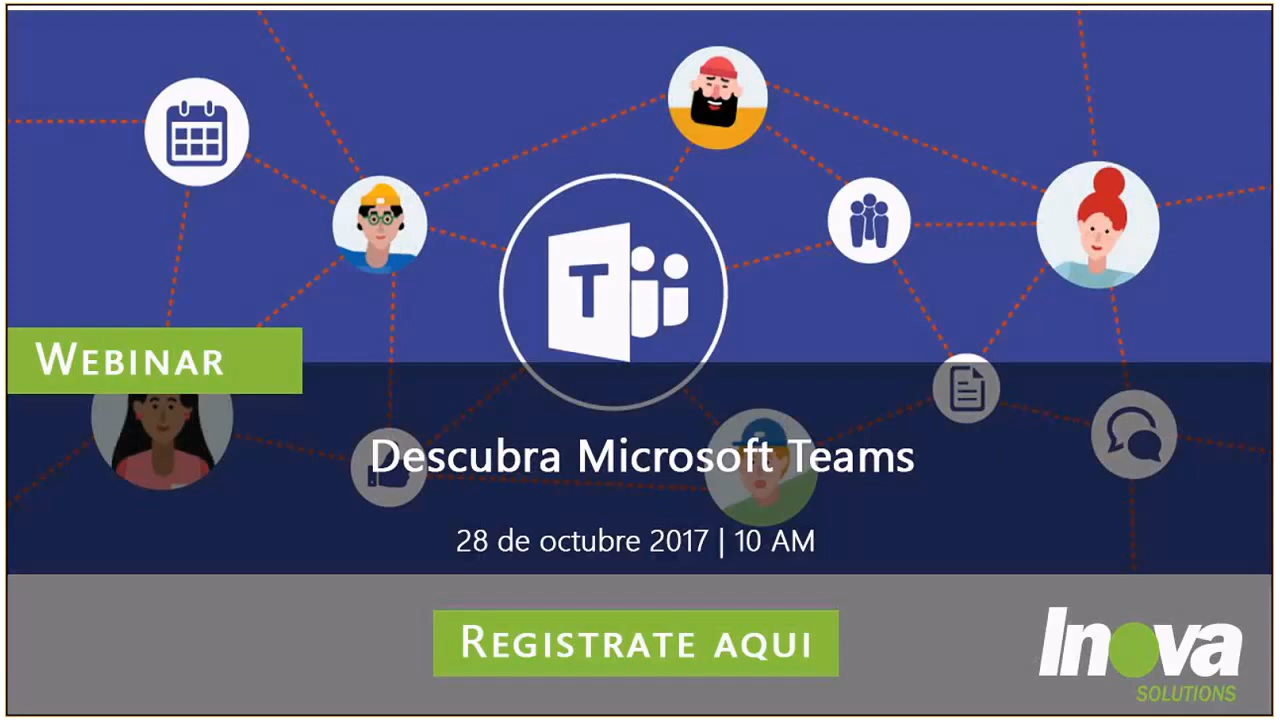 WEBINAR
T
Descubra Microsoft Teams
28 de octubre 2017 | 10 AM
REGISTRATE AQUI
Inova
SOLUTIONS